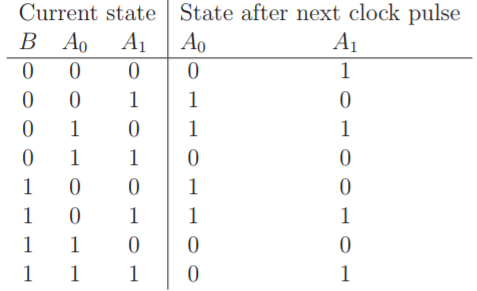 Current state State after next clock pulse
B A₀ A₁ A₀ A₁
0 0 0 0 1
0 0 1 1 0
0 1 0 1 1
0 1 1 0 0
1 0 0 1 0
1 0 1 1 1
1 1 0 0 0
1 1 1 0 1